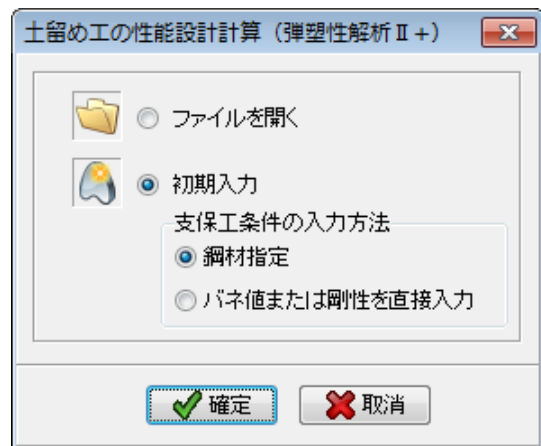 土留め工の性能設計計算（弾塑性解析Ⅱ+）
ファイルを開く
初期入力
支保工条件の入力方法
鋼材指定
バネ値または剛性を直接入力
確定
取消